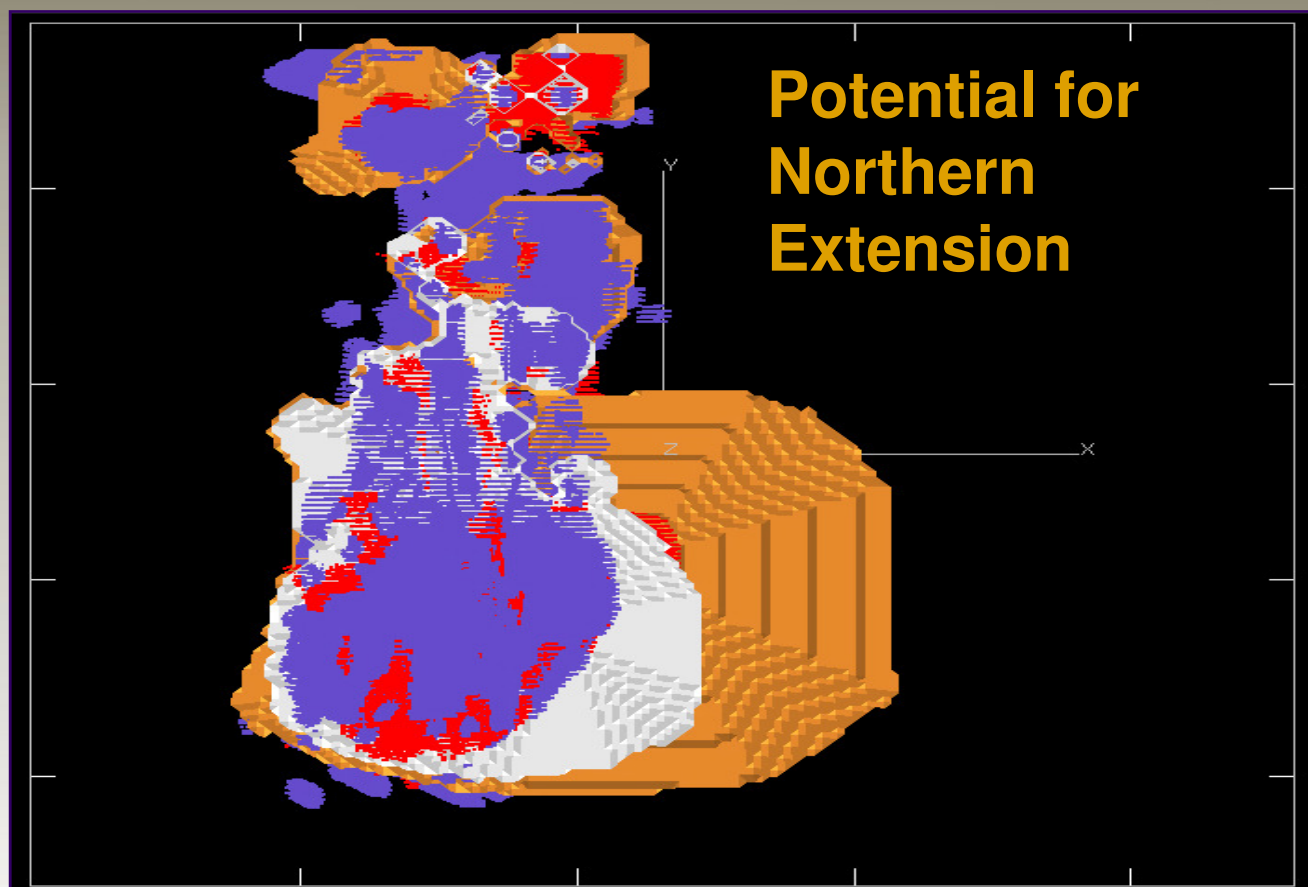 Potential for
Northern
Extension
Y
Z
X